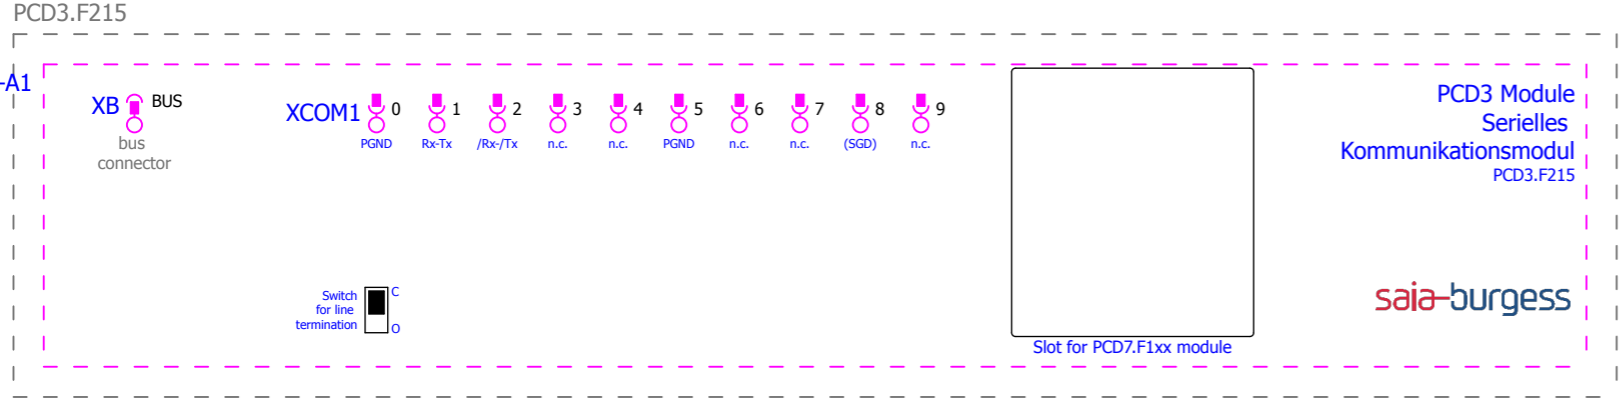 PCD3.F215
-A1
XB
BUS
bus
connector
XCOM1
0 1 2 3 4 5 6 7 8 9
PGND Rx-Tx /Rx-/Tx n.c. n.c. PGND n.c. n.c. (SGD) n.c.
PCD3 Module
Serielles
Kommunikationsmodul
PCD3.F215
Switch
for line
termination
C
O
saia-burgess
Slot for PCD7.F1xx module